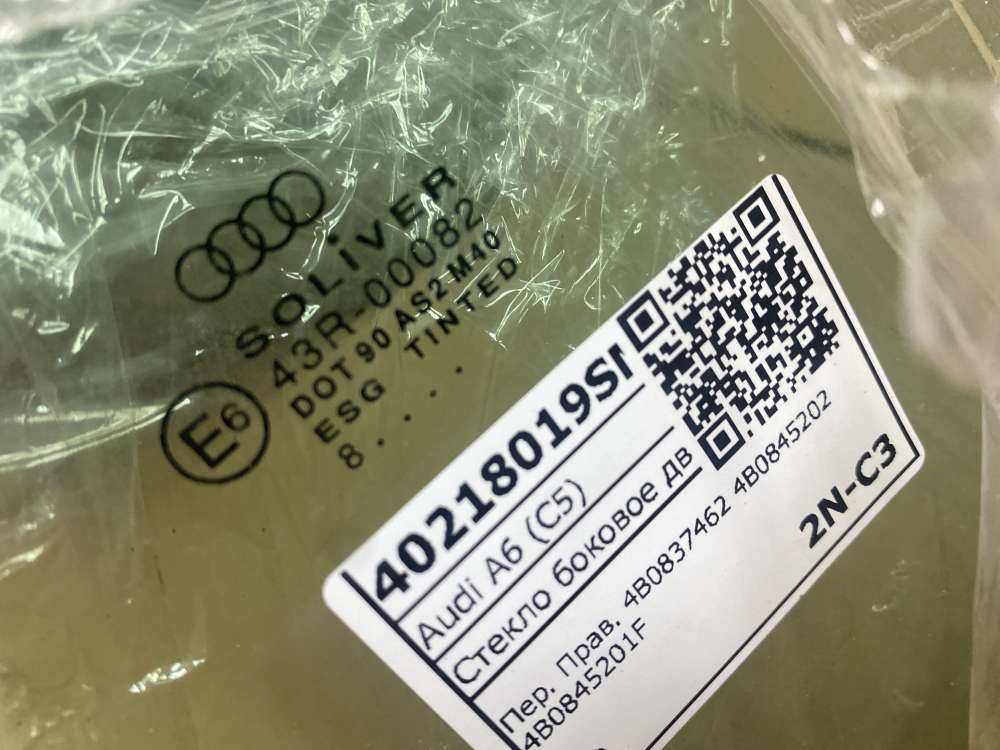 SOLiVER
43R-00082
DOT 90 AS2-M40
ESG TINTED
8....
E6
40218019SI
Audi A6 (C5)
Стекло боковое дв
Пер. Прав. 4B0837462 4B0845202
4B0845201F
2N-C3